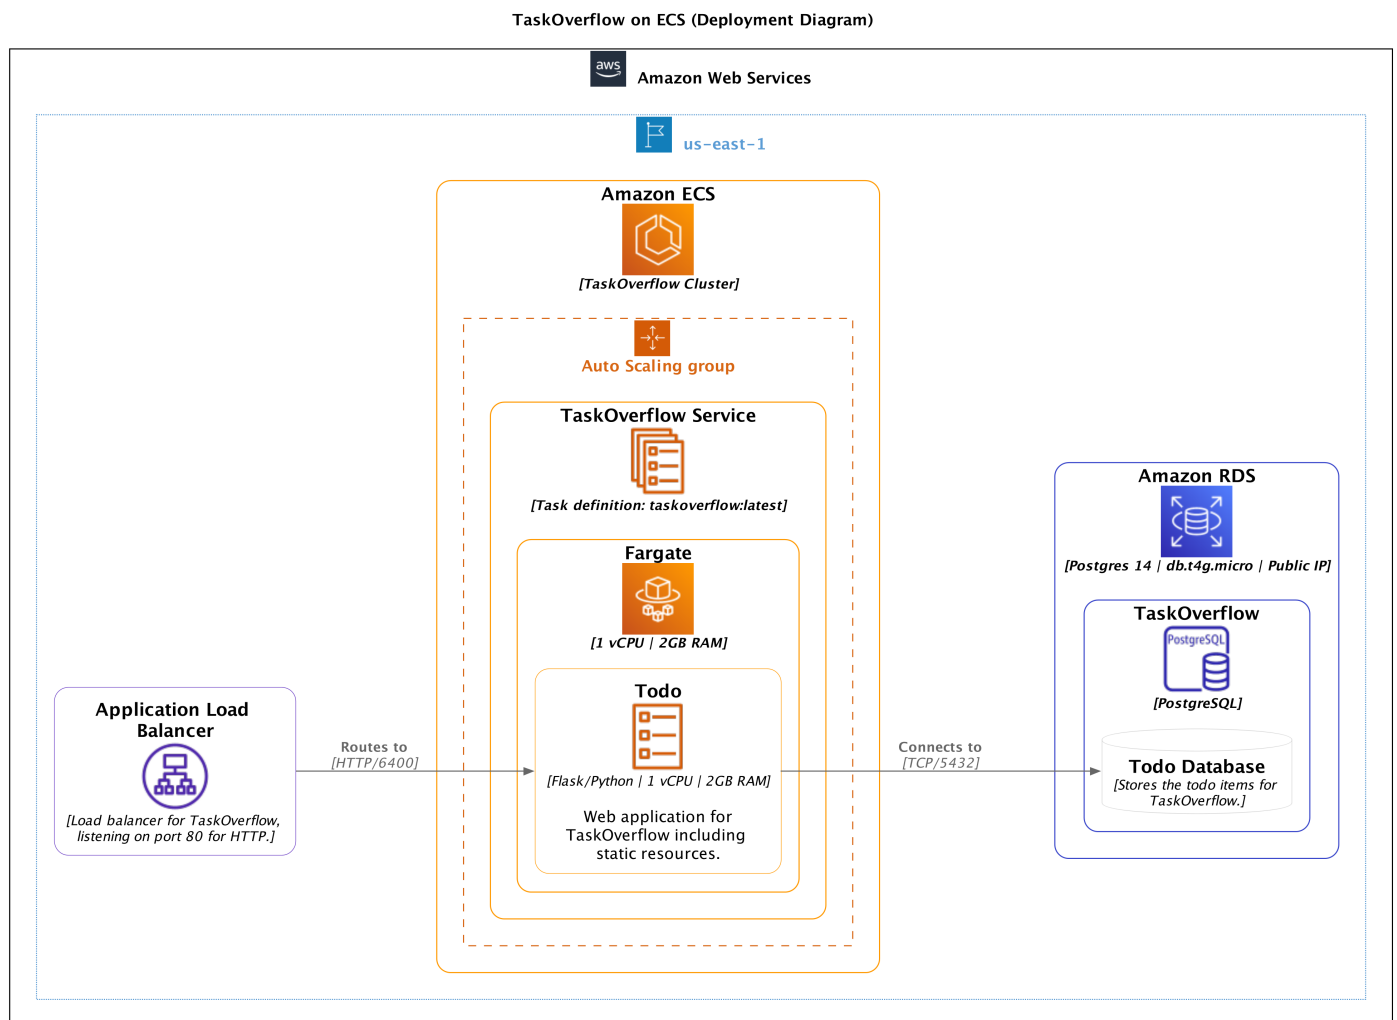 TaskOverflow on ECS (Deployment Diagram)
aws
Amazon Web Services
us-east-1
Amazon ECS
[TaskOverflow Cluster]
Auto Scaling group
TaskOverflow Service
[Task definition: taskoverflow:latest]
Fargate
[1 vCPU | 2GB RAM]
Todo
[Flask/Python | 1 vCPU | 2GB RAM]
Web application for
TaskOverflow including
static resources.
Application Load
Balancer
[Load balancer for TaskOverflow,
listening on port 80 for HTTP.]
Routes to
[HTTP/6400]
Connects to
[TCP/5432]
Amazon RDS
[Postgres 14 | db.t4g.micro | Public IP]
TaskOverflow
PostgreSQL
[PostgreSQL]
Todo Database
[Stores the todo items for
TaskOverflow.]